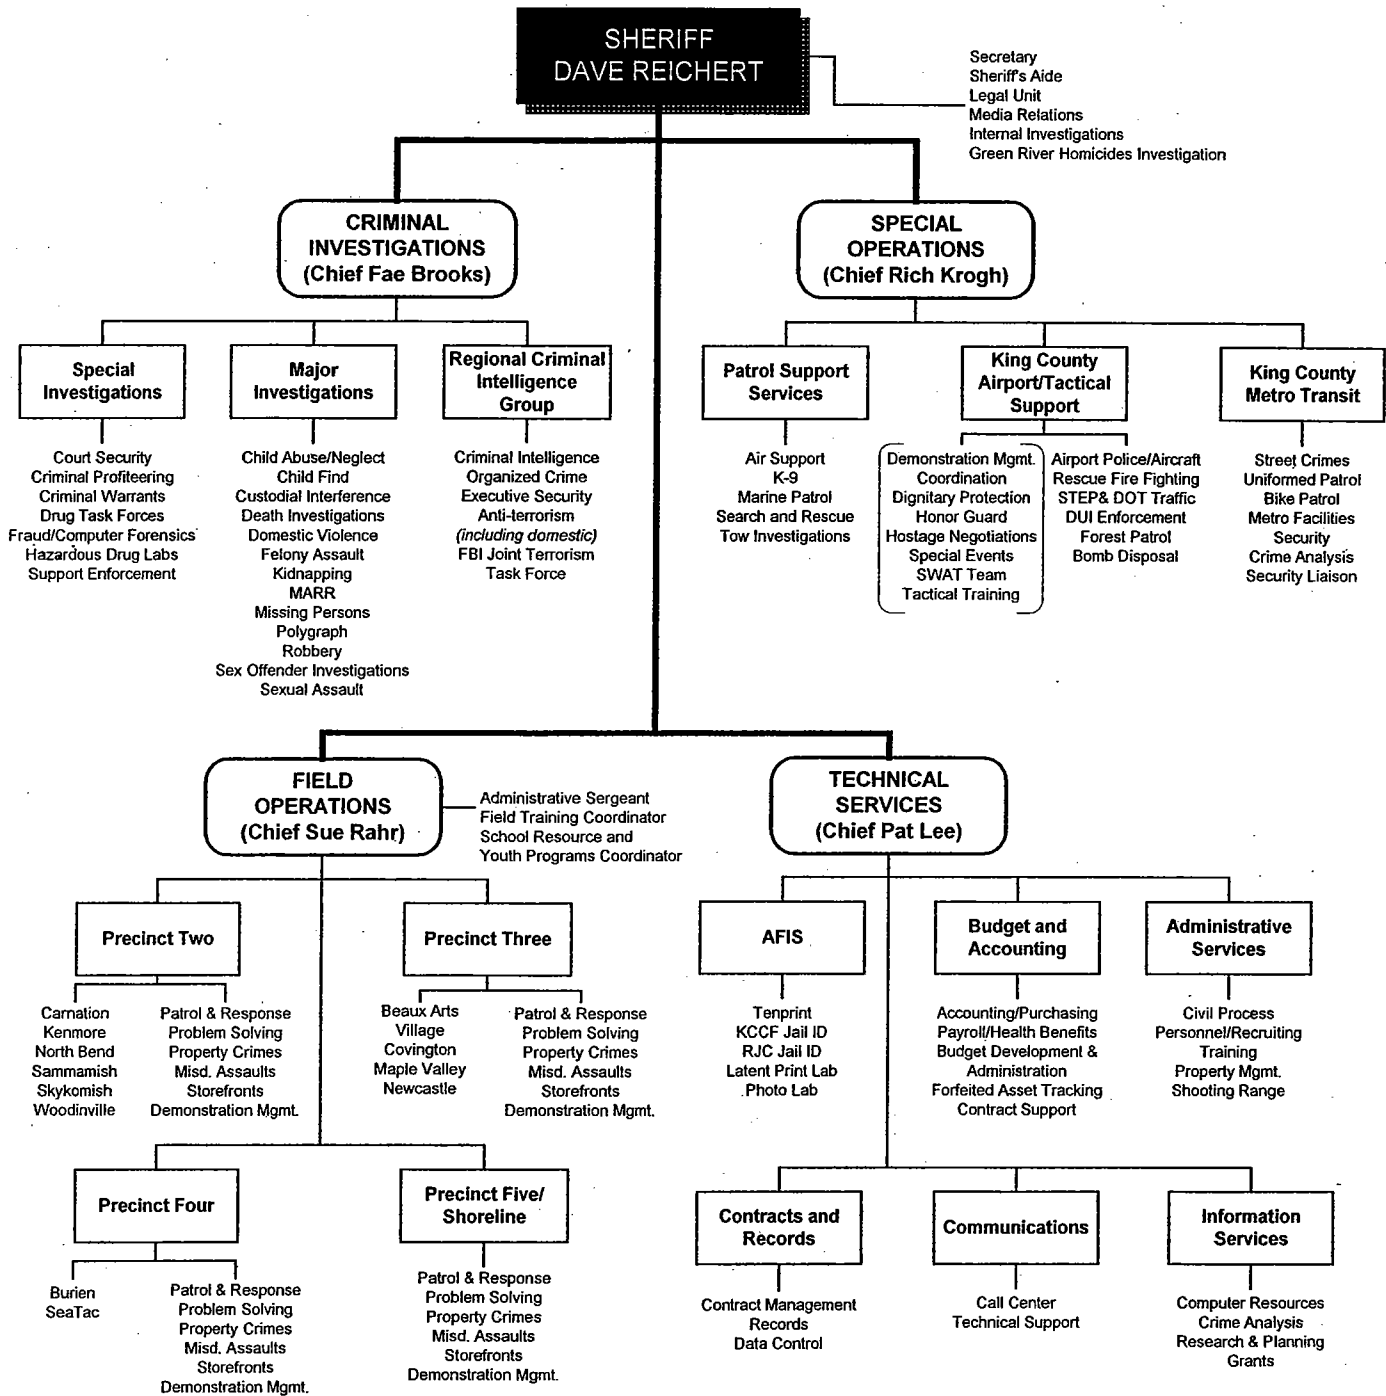 SHERIFF
DAVE REICHERT
Secretary
Sheriff's Aide
Legal Unit
Media Relations
Internal Investigations
Green River Homicides Investigation
CRIMINAL
INVESTIGATIONS
(Chief Fae Brooks)
SPECIAL
OPERATIONS
(Chief Rich Krogh)
Special
Investigations
Court Security
Criminal Profiteering
Criminal Warrants
Drug Task Forces
Fraud/Computer Forensics
Hazardous Drug Labs
Support Enforcement
Major
Investigations
Child Abuse/Neglect
Child Find
Custodial Interference
Death Investigations
Domestic Violence
Felony Assault
Kidnapping
MARR
Missing Persons
Polygraph
Robbery
Sex Offender Investigations
Sexual Assault
Regional Criminal
Intelligence
Group
Criminal Intelligence
Organized Crime
Executive Security
Anti-terrorism
(including domestic)
FBI Joint Terrorism
Task Force
Patrol Support
Services
Air Support
K-9
Marine Patrol
Search and Rescue
Tow Investigations
King County
Airport/Tactical
Support
Demonstration Mgmt.
Coordination
Dignitary Protection
Honor Guard
Hostage Negotiations
Special Events
SWAT Team
Tactical Training
Airport Police/Aircraft
Rescue Fire Fighting
STEP& DOT Traffic
DUI Enforcement
Forest Patrol
Bomb Disposal
King County
Metro Transit
Street Crimes
Uniformed Patrol
Bike Patrol
Metro Facilities
Security
Crime Analysis
Security Liaison
FIELD
OPERATIONS
(Chief Sue Rahr)
Administrative Sergeant
Field Training Coordinator
School Resource and
Youth Programs Coordinator
TECHNICAL
SERVICES
(Chief Pat Lee)
Precinct Two
Carnation
Kenmore
North Bend
Sammamish
Skykomish
Woodinville
Patrol & Response
Problem Solving
Property Crimes
Misd. Assaults
Storefronts
Demonstration Mgmt.
Precinct Three
Beaux Arts
Village
Covington
Maple Valley
Newcastle
Patrol & Response
Problem Solving
Property Crimes
Misd. Assaults
Storefronts
Demonstration Mgmt.
AFIS
Tenprint
KCCF Jail ID
RJC Jail ID
Latent Print Lab
Photo Lab
Budget and
Accounting
Accounting/Purchasing
Payroll/Health Benefits
Budget Development &
Administration
Forfeited Asset Tracking
Contract Support
Administrative
Services
Civil Process
Personnel/Recruiting
Training
Property Mgmt.
Shooting Range
Precinct Four
Burien
SeaTac
Patrol & Response
Problem Solving
Property Crimes
Misd. Assaults
Storefronts
Demonstration Mgmt.
Precinct Five/
Shoreline
Patrol & Response
Problem Solving
Property Crimes
Misd. Assaults
Storefronts
Demonstration Mgmt.
Contracts and
Records
Contract Management
Records
Data Control
Communications
Call Center
Technical Support
Information
Services
Computer Resources
Crime Analysis
Research & Planning
Grants